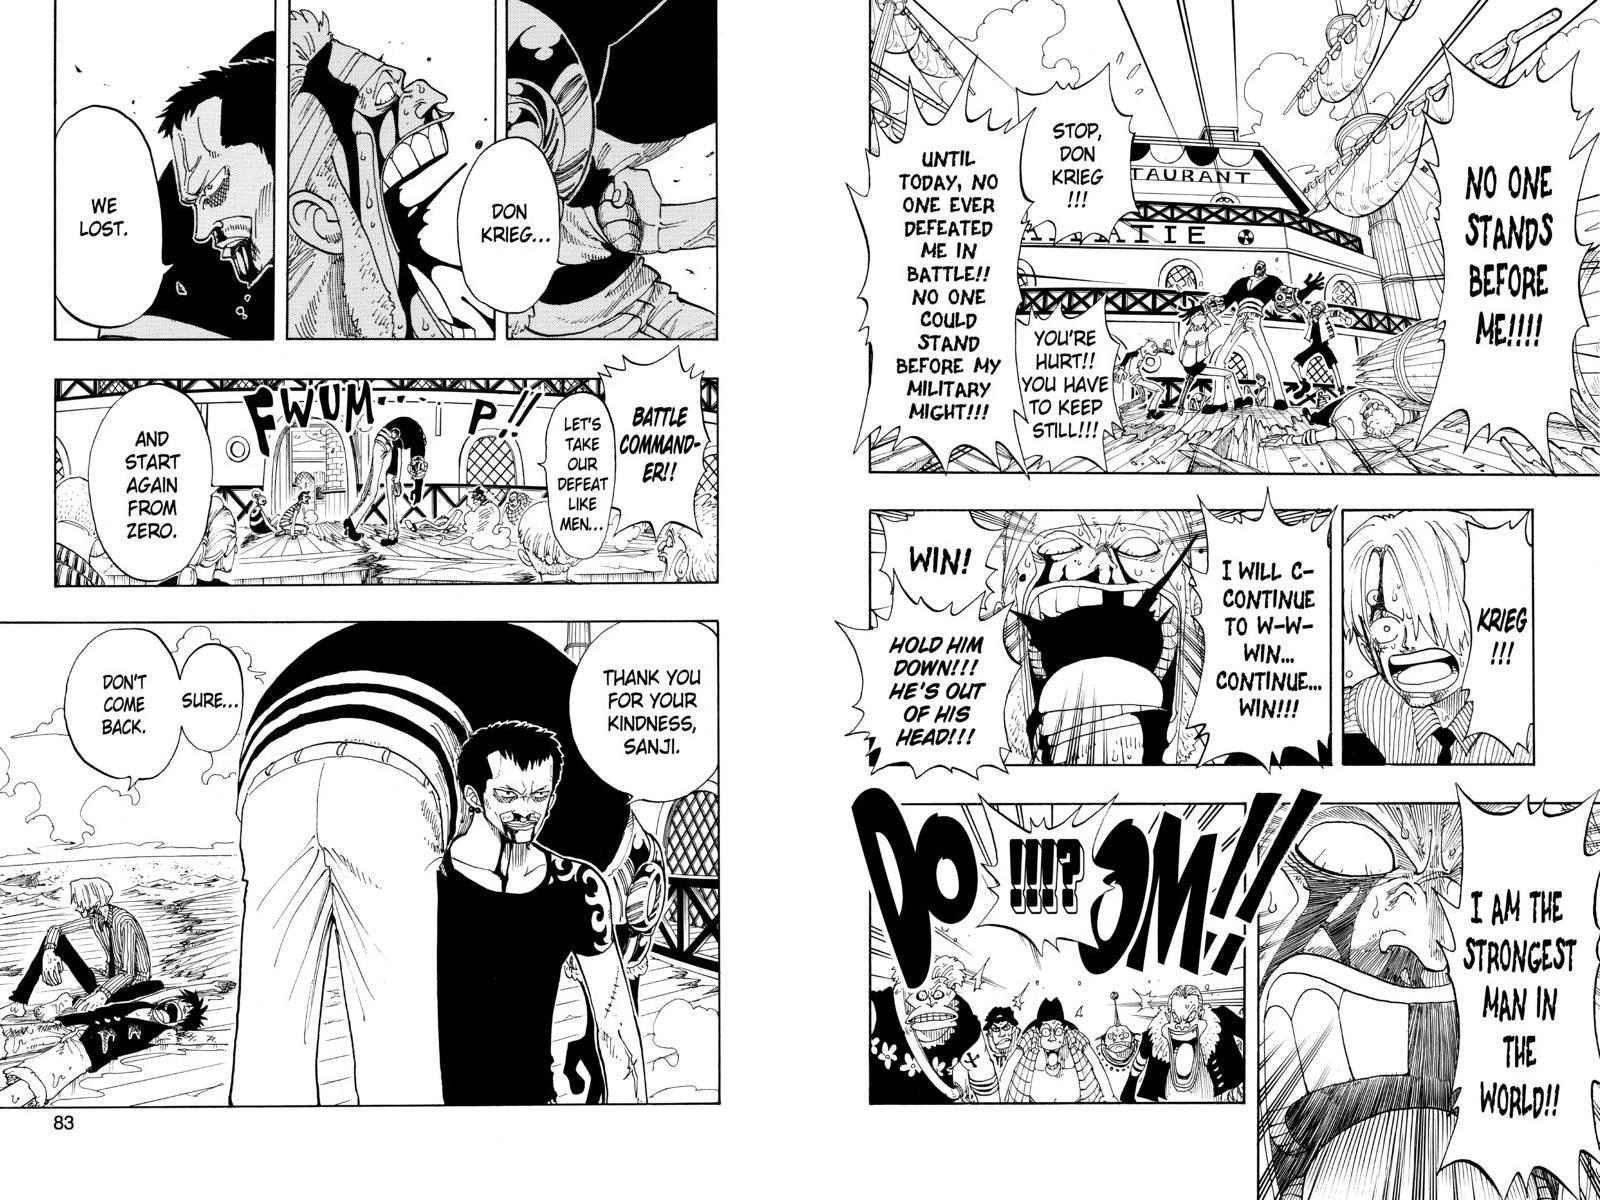 NO ONE
STANDS
BEFORE
ME!!!!
STOP,
DON
KRIEG
!!!
UNTIL
TODAY, NO
ONE EVER
DEFEATED
ME IN
BATTLE!!
NO ONE
COULD
STAND
BEFORE MY
MILITARY
MIGHT!!!
TAURANT
ATIE
YOU'RE
HURT!!
YOU HAVE
TO KEEP
STILL!!!
KRIEG
!!!
I WILL C-
CONTINUE
TO W-W-
WIN...
CONTINUE...
WIN!!!
WIN!
HOLD HIM
DOWN!!!
HE'S OUT
OF HIS
HEAD!!!
I AM THE
STRONGEST
MAN IN
THE
WORLD!!
DOOM!!
!!!!?
DON
KRIEG...
WE
LOST.
BATTLE
COMMAND-
ER!!
LET'S
TAKE
OUR
DEFEAT
LIKE
MEN...
FWUM......P!!
AND
START
AGAIN
FROM
ZERO.
THANK YOU
FOR YOUR
KINDNESS,
SANJI.
SURE...
DON'T
COME
BACK.
83